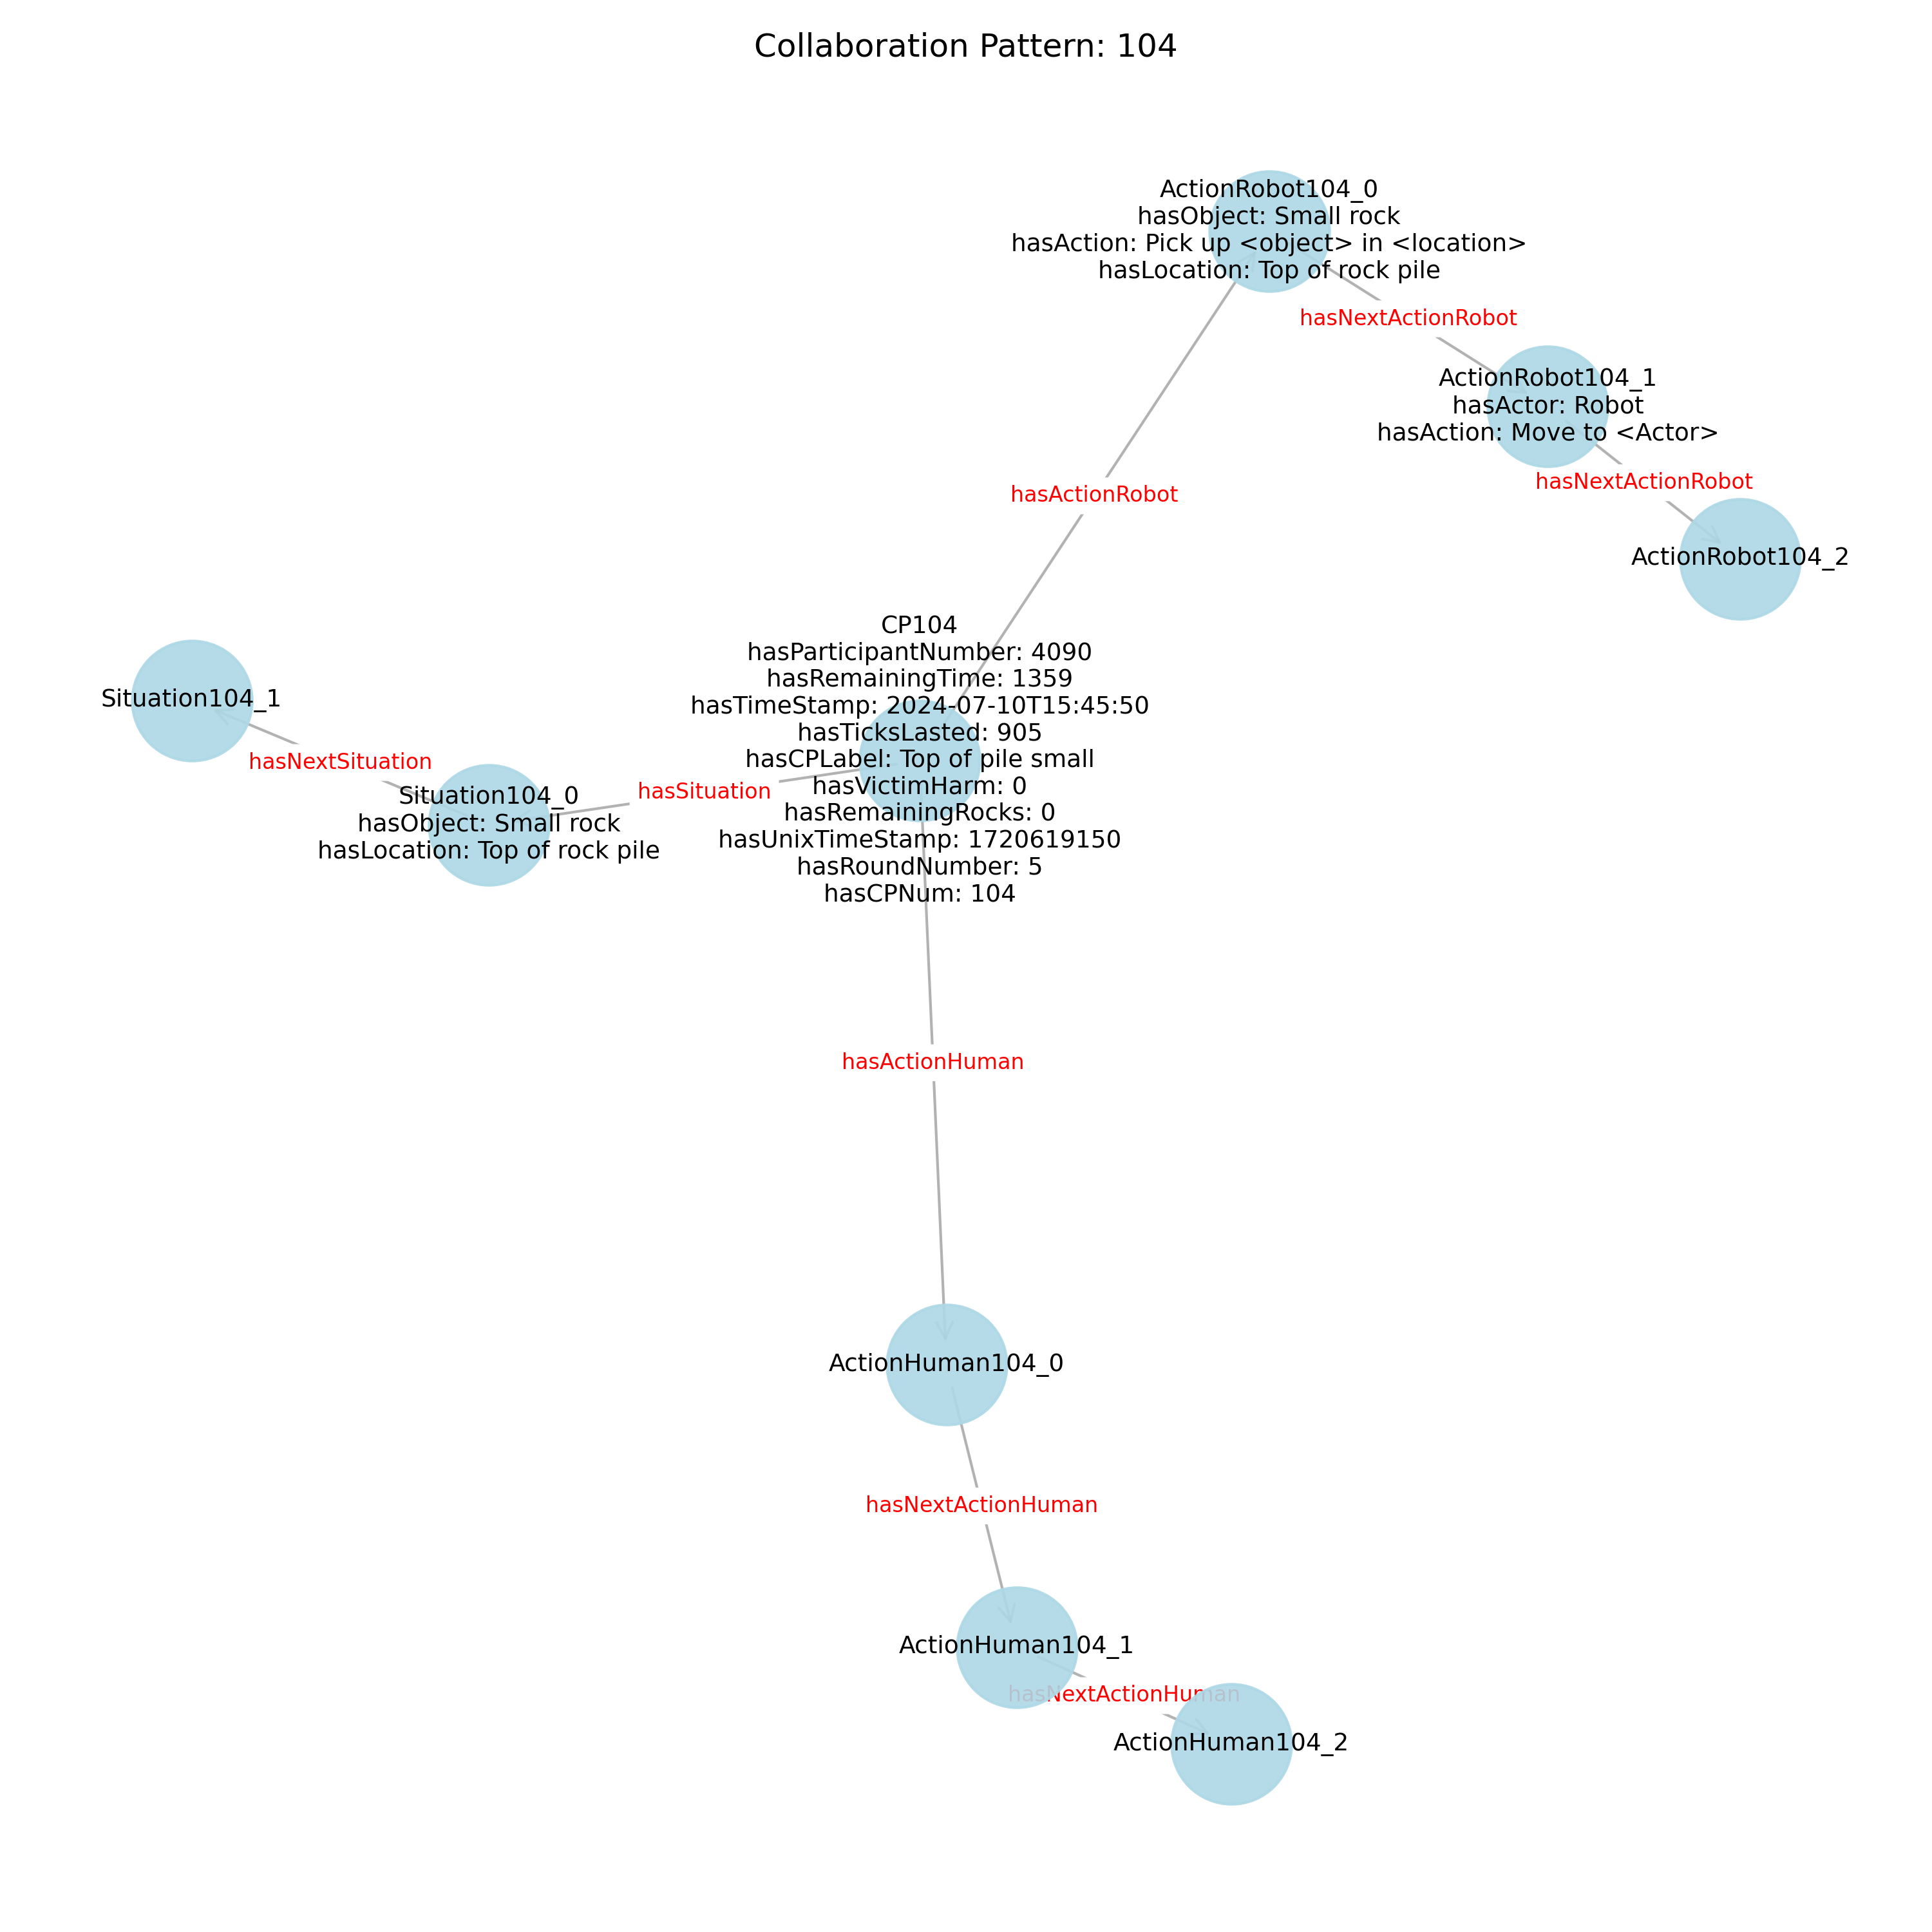 Collaboration Pattern: 104
ActionRobot104_0
hasObject: Small rock
hasAction: Pick up <object> in <location>
hasLocation: Top of rock pile
hasNextActionRobot
ActionRobot104_1
hasActor: Robot
hasAction: Move to <Actor>
hasNextActionRobot
ActionRobot104_2
hasActionRobot
CP104
hasParticipantNumber: 4090
hasRemainingTime: 1359
hasTimeStamp: 2024-07-10T15:45:50
hasTicksLasted: 905
hasCPLabel: Top of pile small
hasVictimHarm: 0
hasRemainingRocks: 0
hasUnixTimeStamp: 1720619150
hasRoundNumber: 5
hasCPNum: 104
Situation104_1
hasNextSituation
hasSituation
Situation104_0
hasObject: Small rock
hasLocation: Top of rock pile
hasActionHuman
ActionHuman104_0
hasNextActionHuman
ActionHuman104_1
hasNextActionHuman
ActionHuman104_2